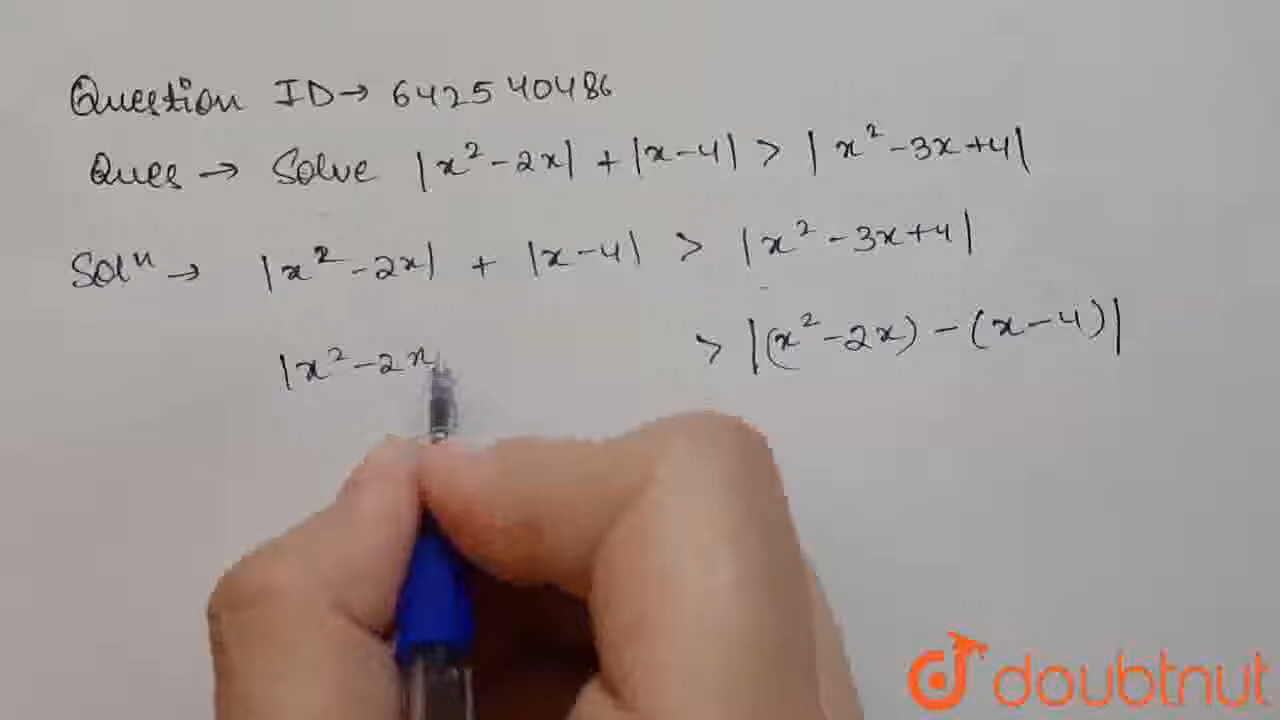 Question ID→ 642540486
Ques → Solve |x² - 2x| + |x - 4| > |x² - 3x + 4|
Solⁿ → |x² - 2x| + |x - 4| > |x² - 3x + 4|
|x² - 2x > |(x² - 2x) - (x - 4)|
doubtnut